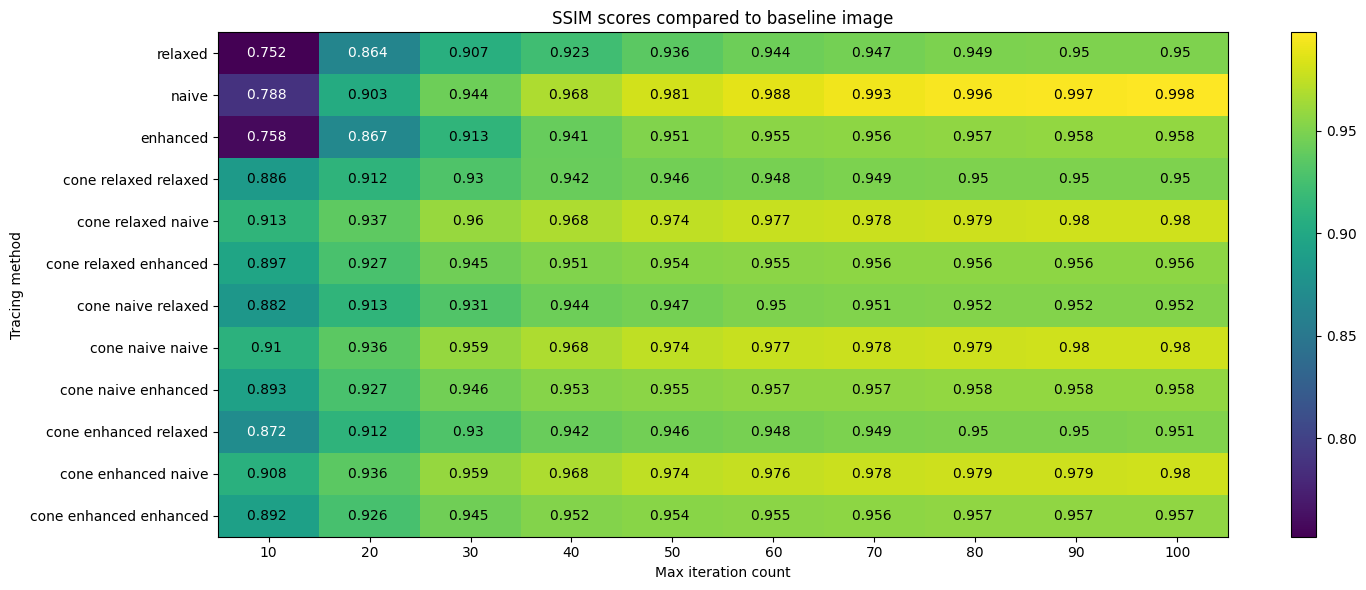 SSIM scores compared to baseline image
relaxed 0.752 0.864 0.907 0.923 0.936 0.944 0.947 0.949 0.95 0.95
naive 0.788 0.903 0.944 0.968 0.981 0.988 0.993 0.996 0.997 0.998
enhanced 0.758 0.867 0.913 0.941 0.951 0.955 0.956 0.957 0.958 0.958
cone relaxed relaxed 0.886 0.912 0.93 0.942 0.946 0.948 0.949 0.95 0.95 0.95
cone relaxed naive 0.913 0.937 0.96 0.968 0.974 0.977 0.978 0.979 0.98 0.98
cone relaxed enhanced 0.897 0.927 0.945 0.951 0.954 0.955 0.956 0.956 0.956 0.956
cone naive relaxed 0.882 0.913 0.931 0.944 0.947 0.95 0.951 0.952 0.952 0.952
cone naive naive 0.91 0.936 0.959 0.968 0.974 0.977 0.978 0.979 0.98 0.98
cone naive enhanced 0.893 0.927 0.946 0.953 0.955 0.957 0.957 0.958 0.958 0.958
cone enhanced relaxed 0.872 0.912 0.93 0.942 0.946 0.948 0.949 0.95 0.95 0.951
cone enhanced naive 0.908 0.936 0.959 0.968 0.974 0.976 0.978 0.979 0.979 0.98
cone enhanced enhanced 0.892 0.926 0.945 0.952 0.954 0.955 0.956 0.957 0.957 0.957
10 20 30 40 50 60 70 80 90 100
Max iteration count
Tracing method
0.95
0.90
0.85
0.80